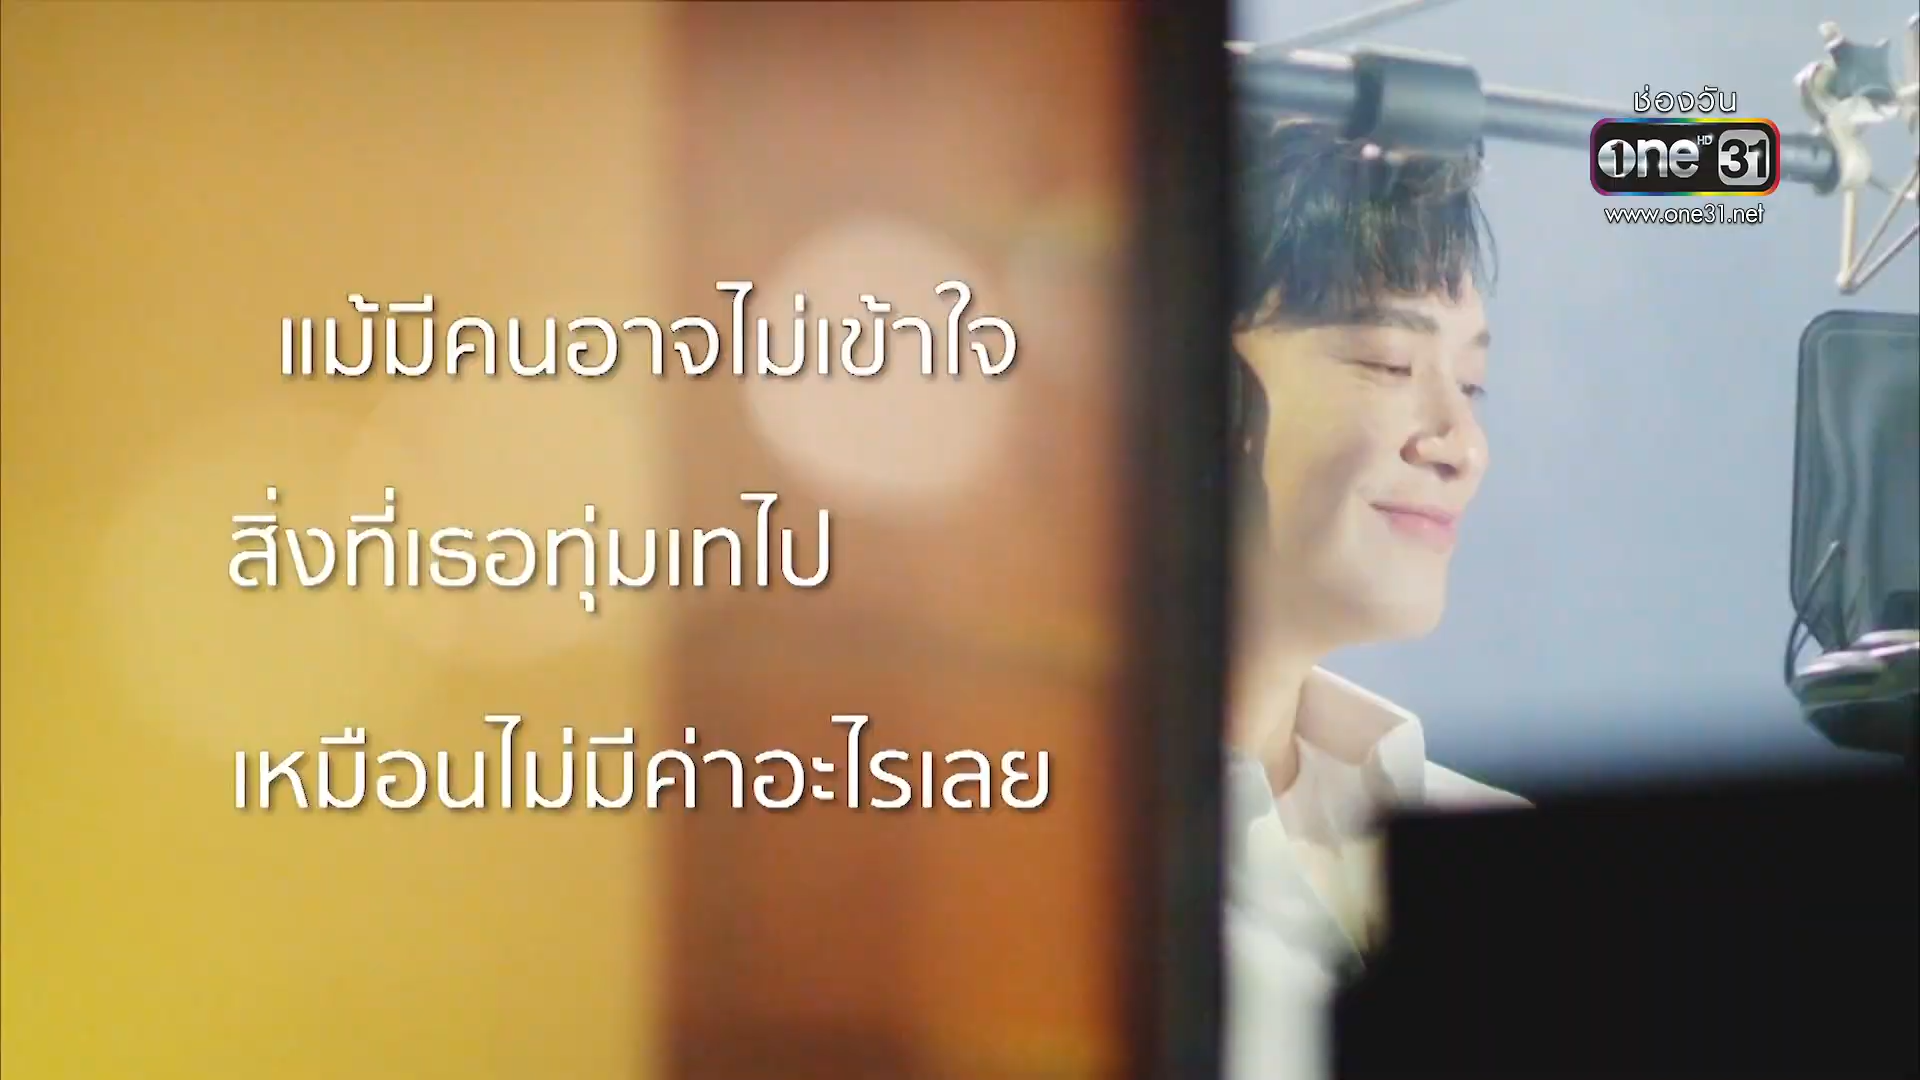 ช่องวัน
one HD 31
www.one31.net
แม้มีคนอาจไม่เข้าใจ
สิ่งที่เธอทุ่มเทไป
เหมือนไม่มีค่าอะไรเลย